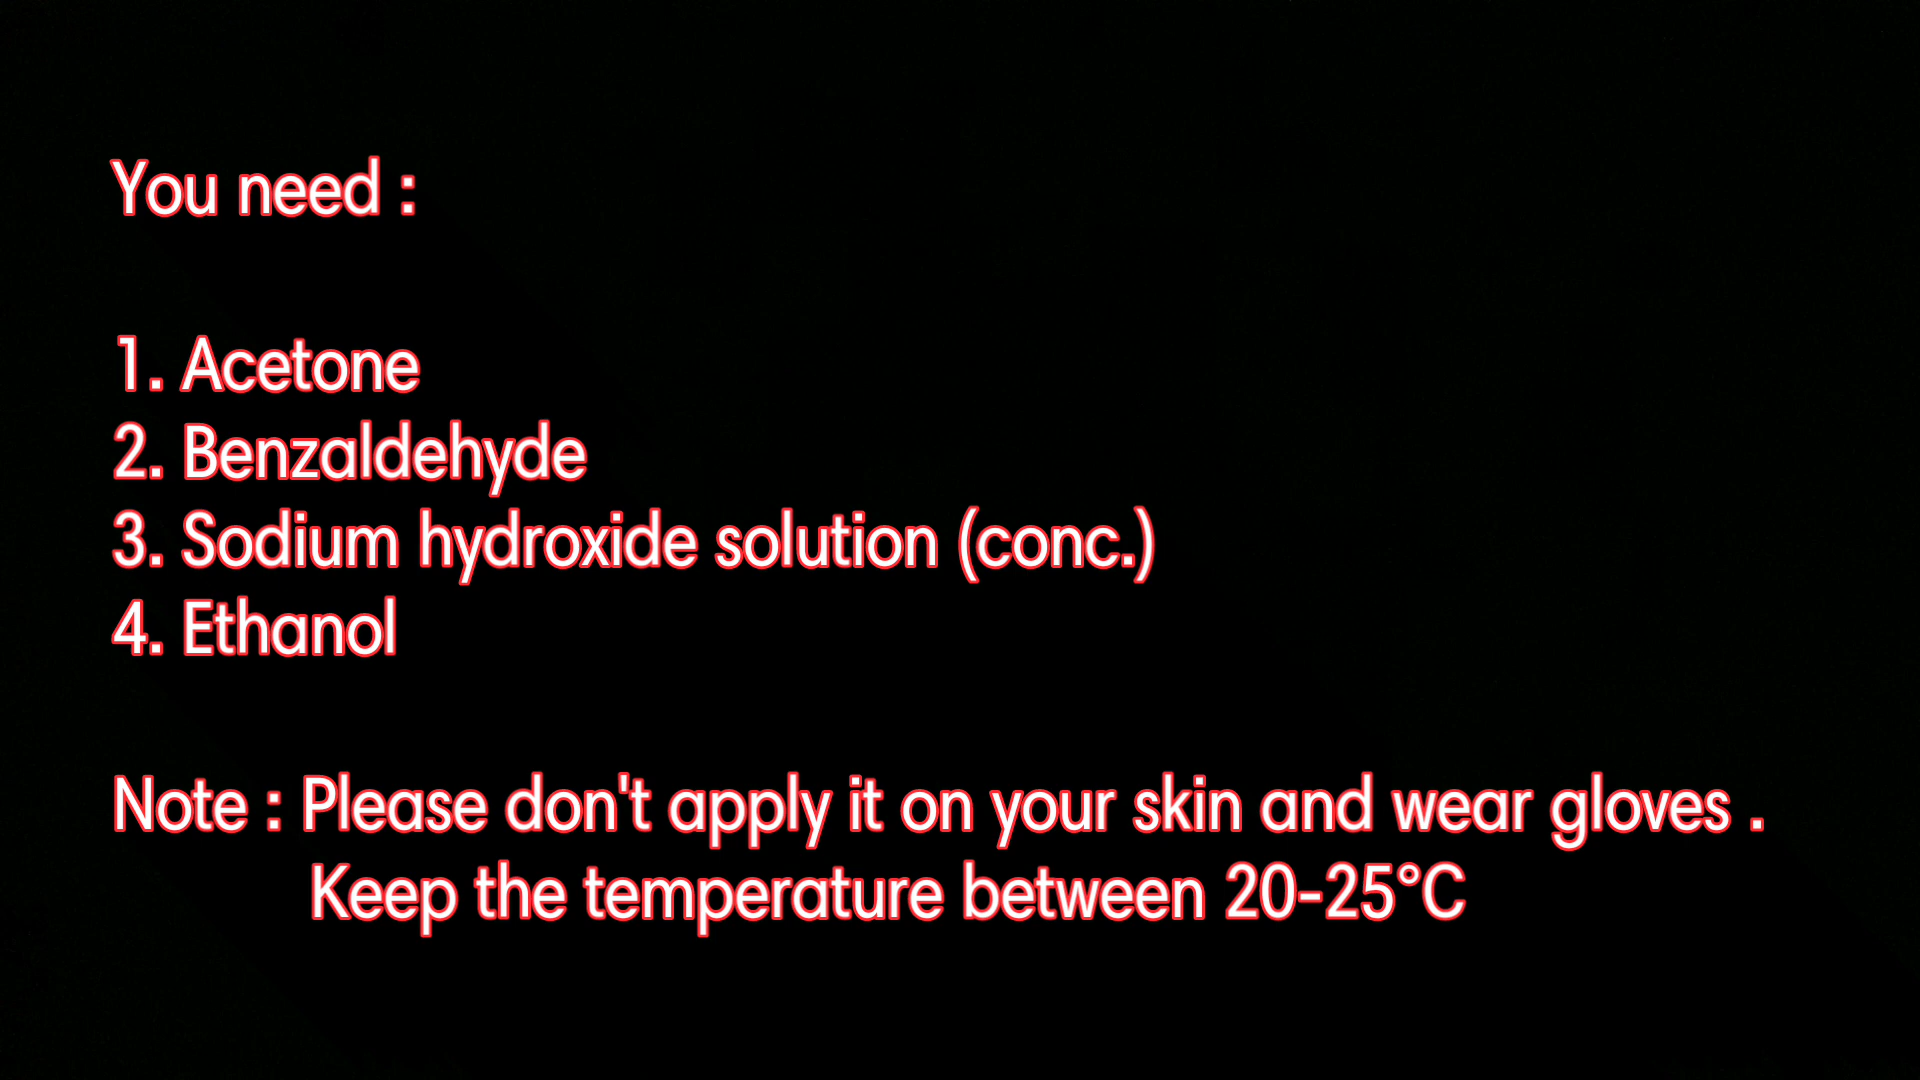 You need :
1. Acetone
2. Benzaldehyde
3. Sodium hydroxide solution (conc.)
4. Ethanol
Note : Please don't apply it on your skin and wear gloves .
Keep the temperature between 20-25°C